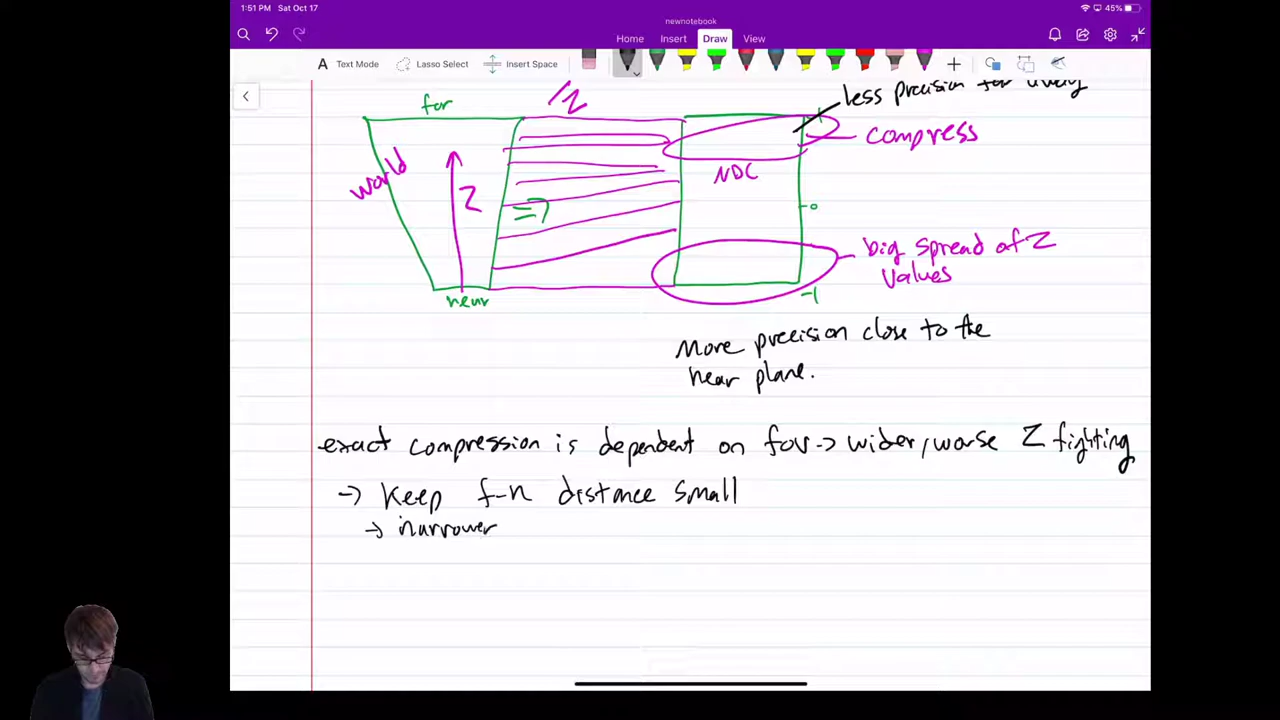 1:51 PM Sat Oct 17
45%
newnotebook
Home Insert Draw View
Text Mode Lasso Select Insert Space
less precision for
far
/z
compress
NDC
world
Z
=>
0
big spread of Z
values
-1
near
More precision close to the
near plane.
exact compression is dependent on fov -> wider, worse Z fighting
-> Keep f-n distance small
-> narrower